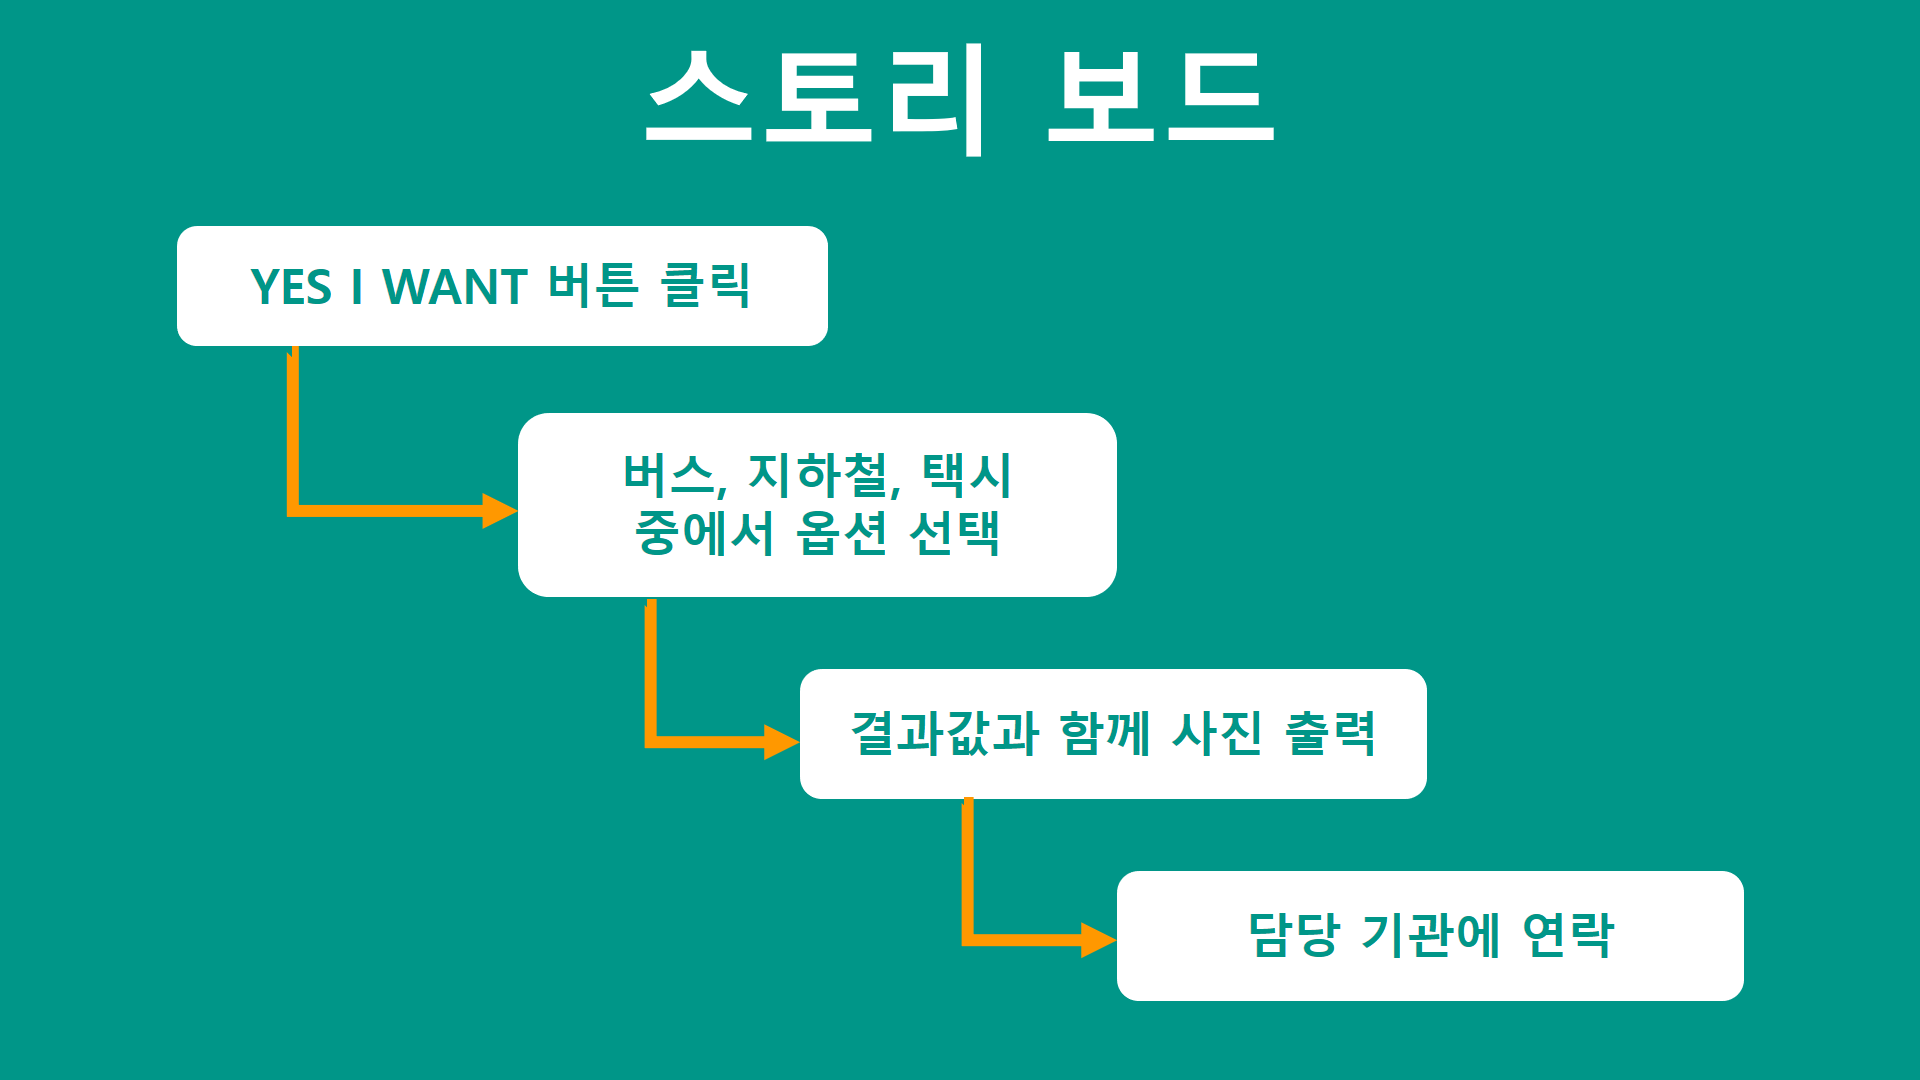 스토리 보드
YES I WANT 버튼 클릭
버스, 지하철, 택시
중에서 옵션 선택
결과값과 함께 사진 출력
담당 기관에 연락